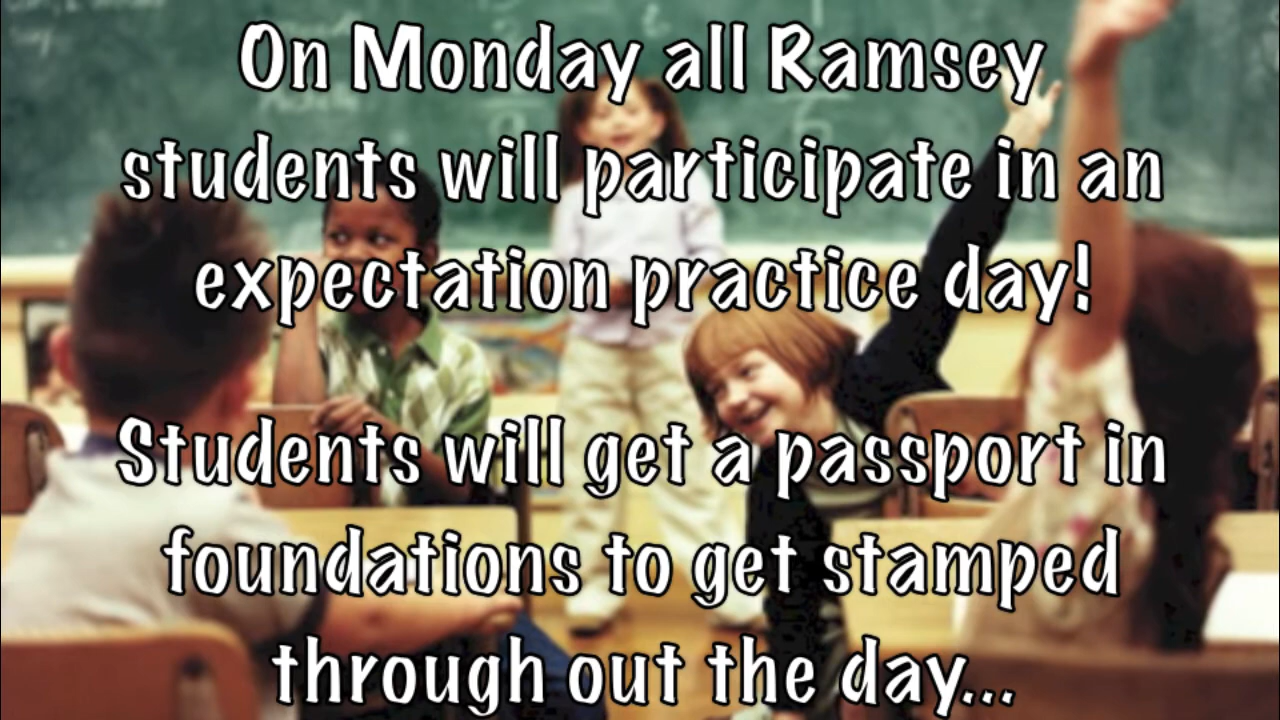 On Monday all Ramsey
students will participate in an
expectation practice day!
Students will get a passport in
foundations to get stamped
through out the day...